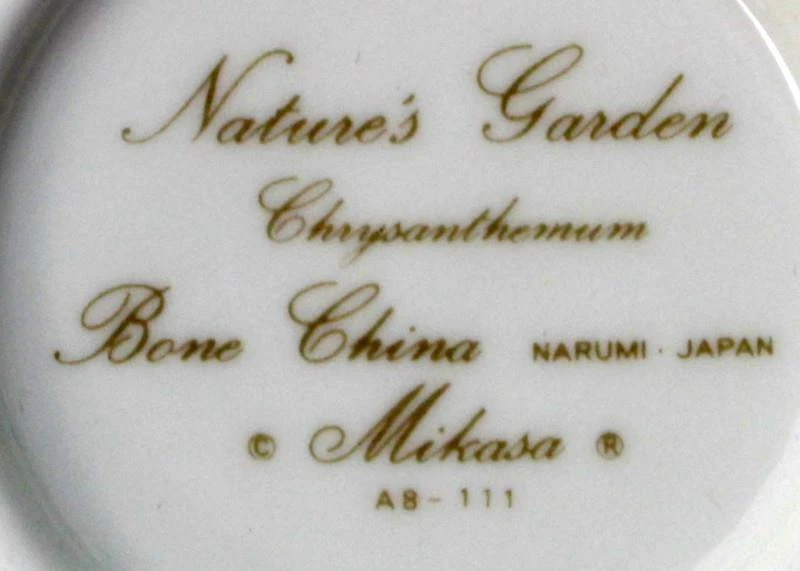 Nature's Garden
Chrysanthemum
Bone China NARUMI · JAPAN
© Mikasa ®
A8-111